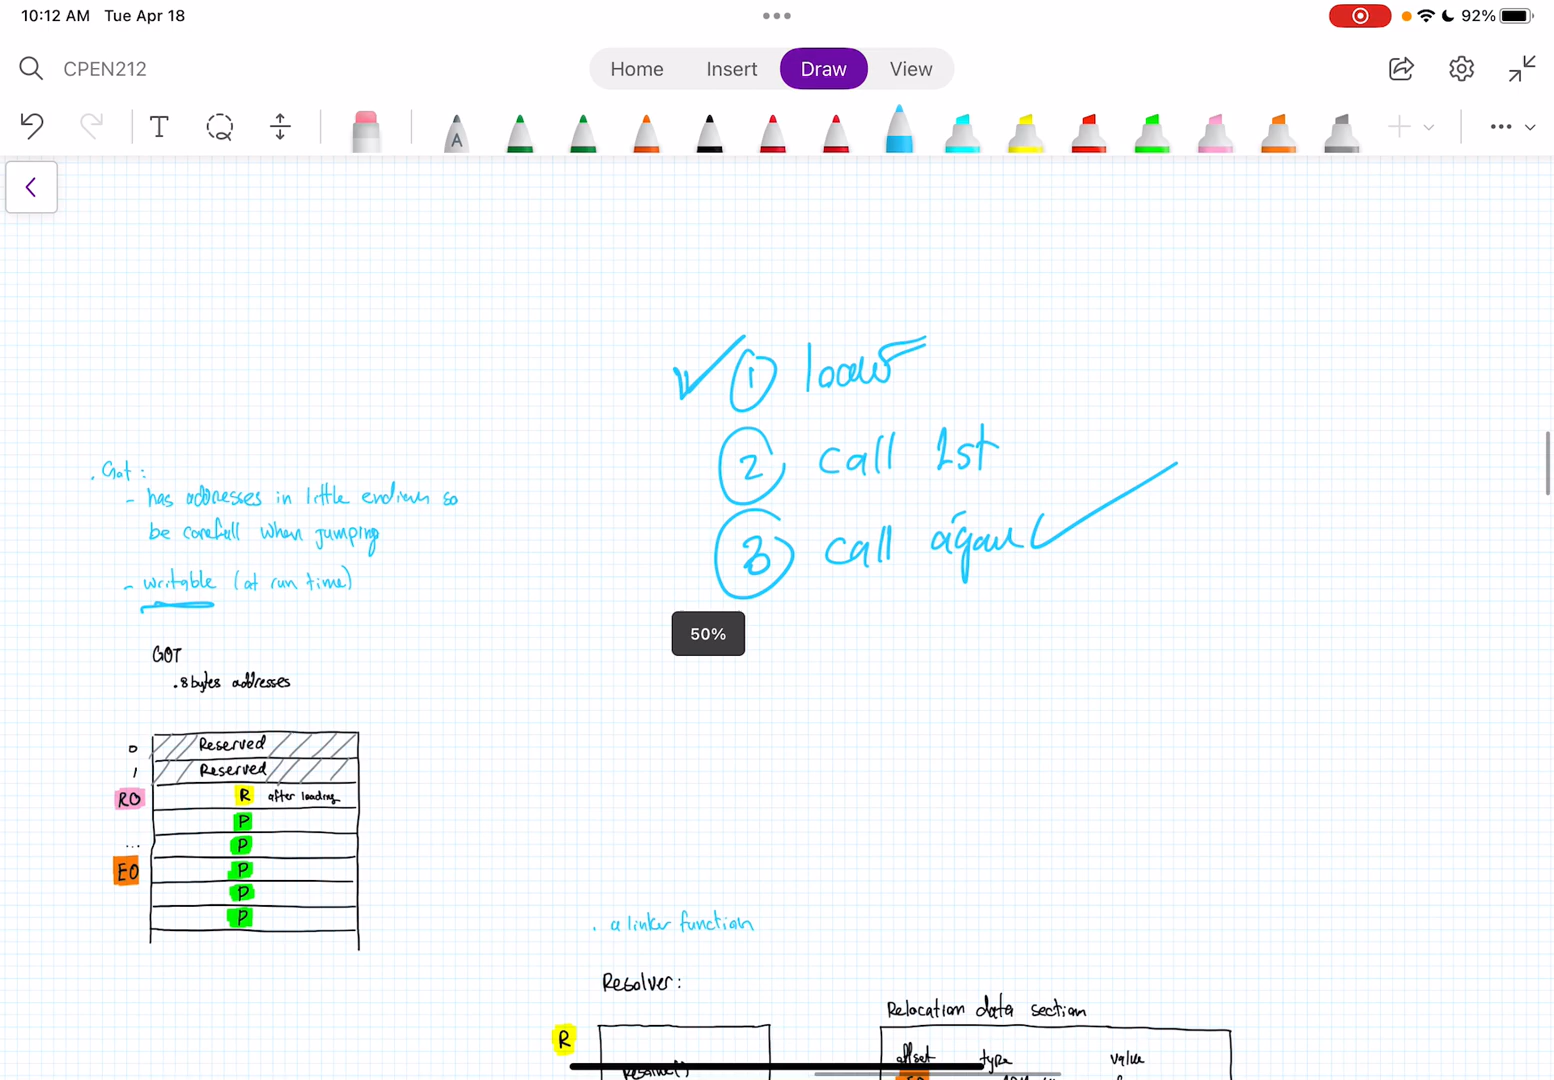 10:12 AM Tue Apr 18
92%
CPEN212
Home Insert Draw View
T
A
1
2 call 1st
3 call again
. Got :
- has addresses in little endian so
be carefull when jumping
- writable (at run time)
50%
GOT
. 8 bytes addresses
0 Reserved
1 Reserved
RO R after loading
P
... P
EO P
P
P
. a linker function
Resolver:
Relocation data section
R
offset type value
resolve()
EO